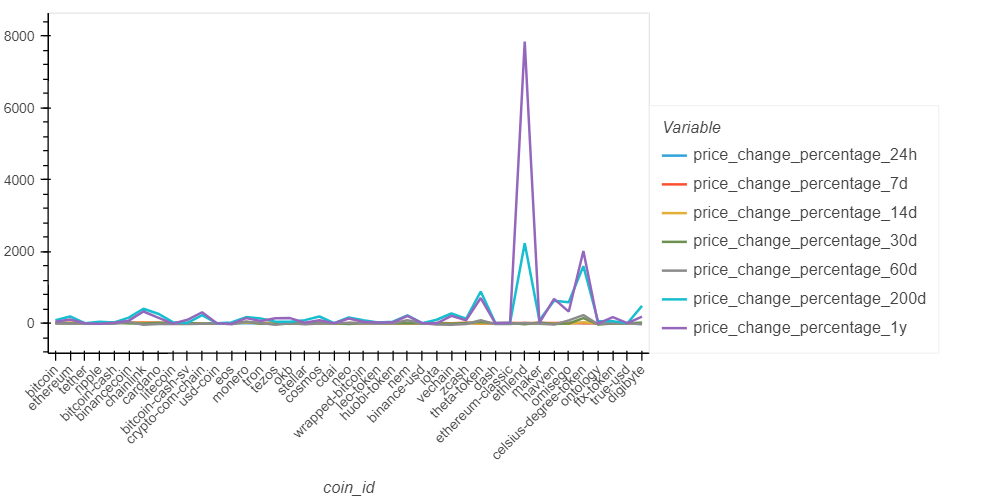 8000
6000
4000
2000
0
bitcoin
ethereum
tether
ripple
bitcoin-cash
binancecoin
chainlink
cardano
litecoin
bitcoin-cash-sv
crypto-com-chain
usd-coin
eos
monero
tron
tezos
okb
stellar
cosmos
cdai
neo
wrapped-bitcoin
leo-token
huobi-token
nem
binance-usd
iota
vechain
zcash
theta-token
dash
ethereum-classic
ethlend
maker
havven
omisego
celsius-degree-token
ontology
ftx-token
true-usd
digibyte
coin_id
Variable
price_change_percentage_24h
price_change_percentage_7d
price_change_percentage_14d
price_change_percentage_30d
price_change_percentage_60d
price_change_percentage_200d
price_change_percentage_1y